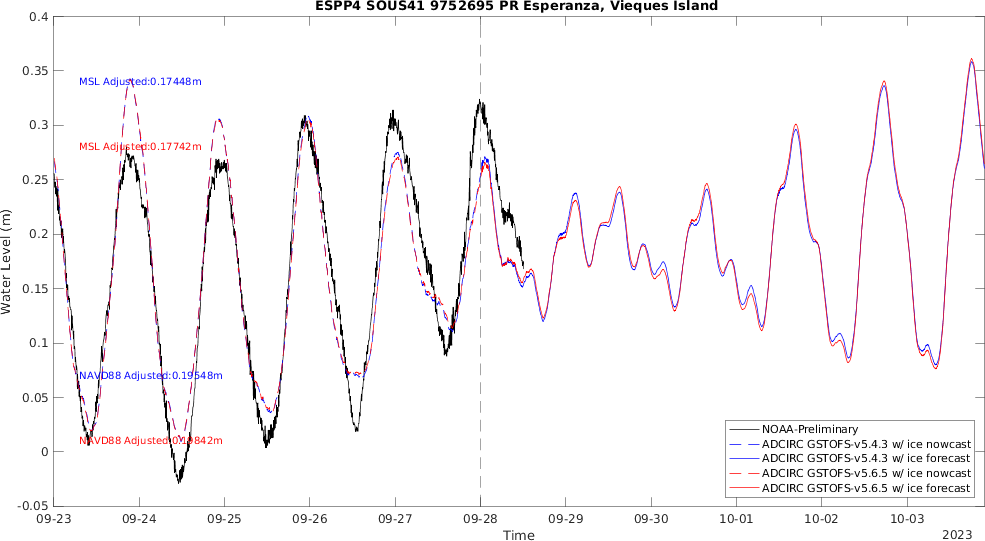 ESPP4 SOUS41 9752695 PR Esperanza, Vieques Island
0.4
0.35
0.3
0.25
0.2
0.15
0.1
0.05
0
-0.05
Water Level (m)
MSL Adjusted:0.17448m
MSL Adjusted:0.17742m
NAVD88 Adjusted:0.19548m
NAVD88 Adjusted:0.19842m
NOAA-Preliminary
ADCIRC GSTOFS-v5.4.3 w/ ice nowcast
ADCIRC GSTOFS-v5.4.3 w/ ice forecast
ADCIRC GSTOFS-v5.6.5 w/ ice nowcast
ADCIRC GSTOFS-v5.6.5 w/ ice forecast
09-23 09-24 09-25 09-26 09-27 09-28 09-29 09-30 10-01 10-02 10-03
Time
2023